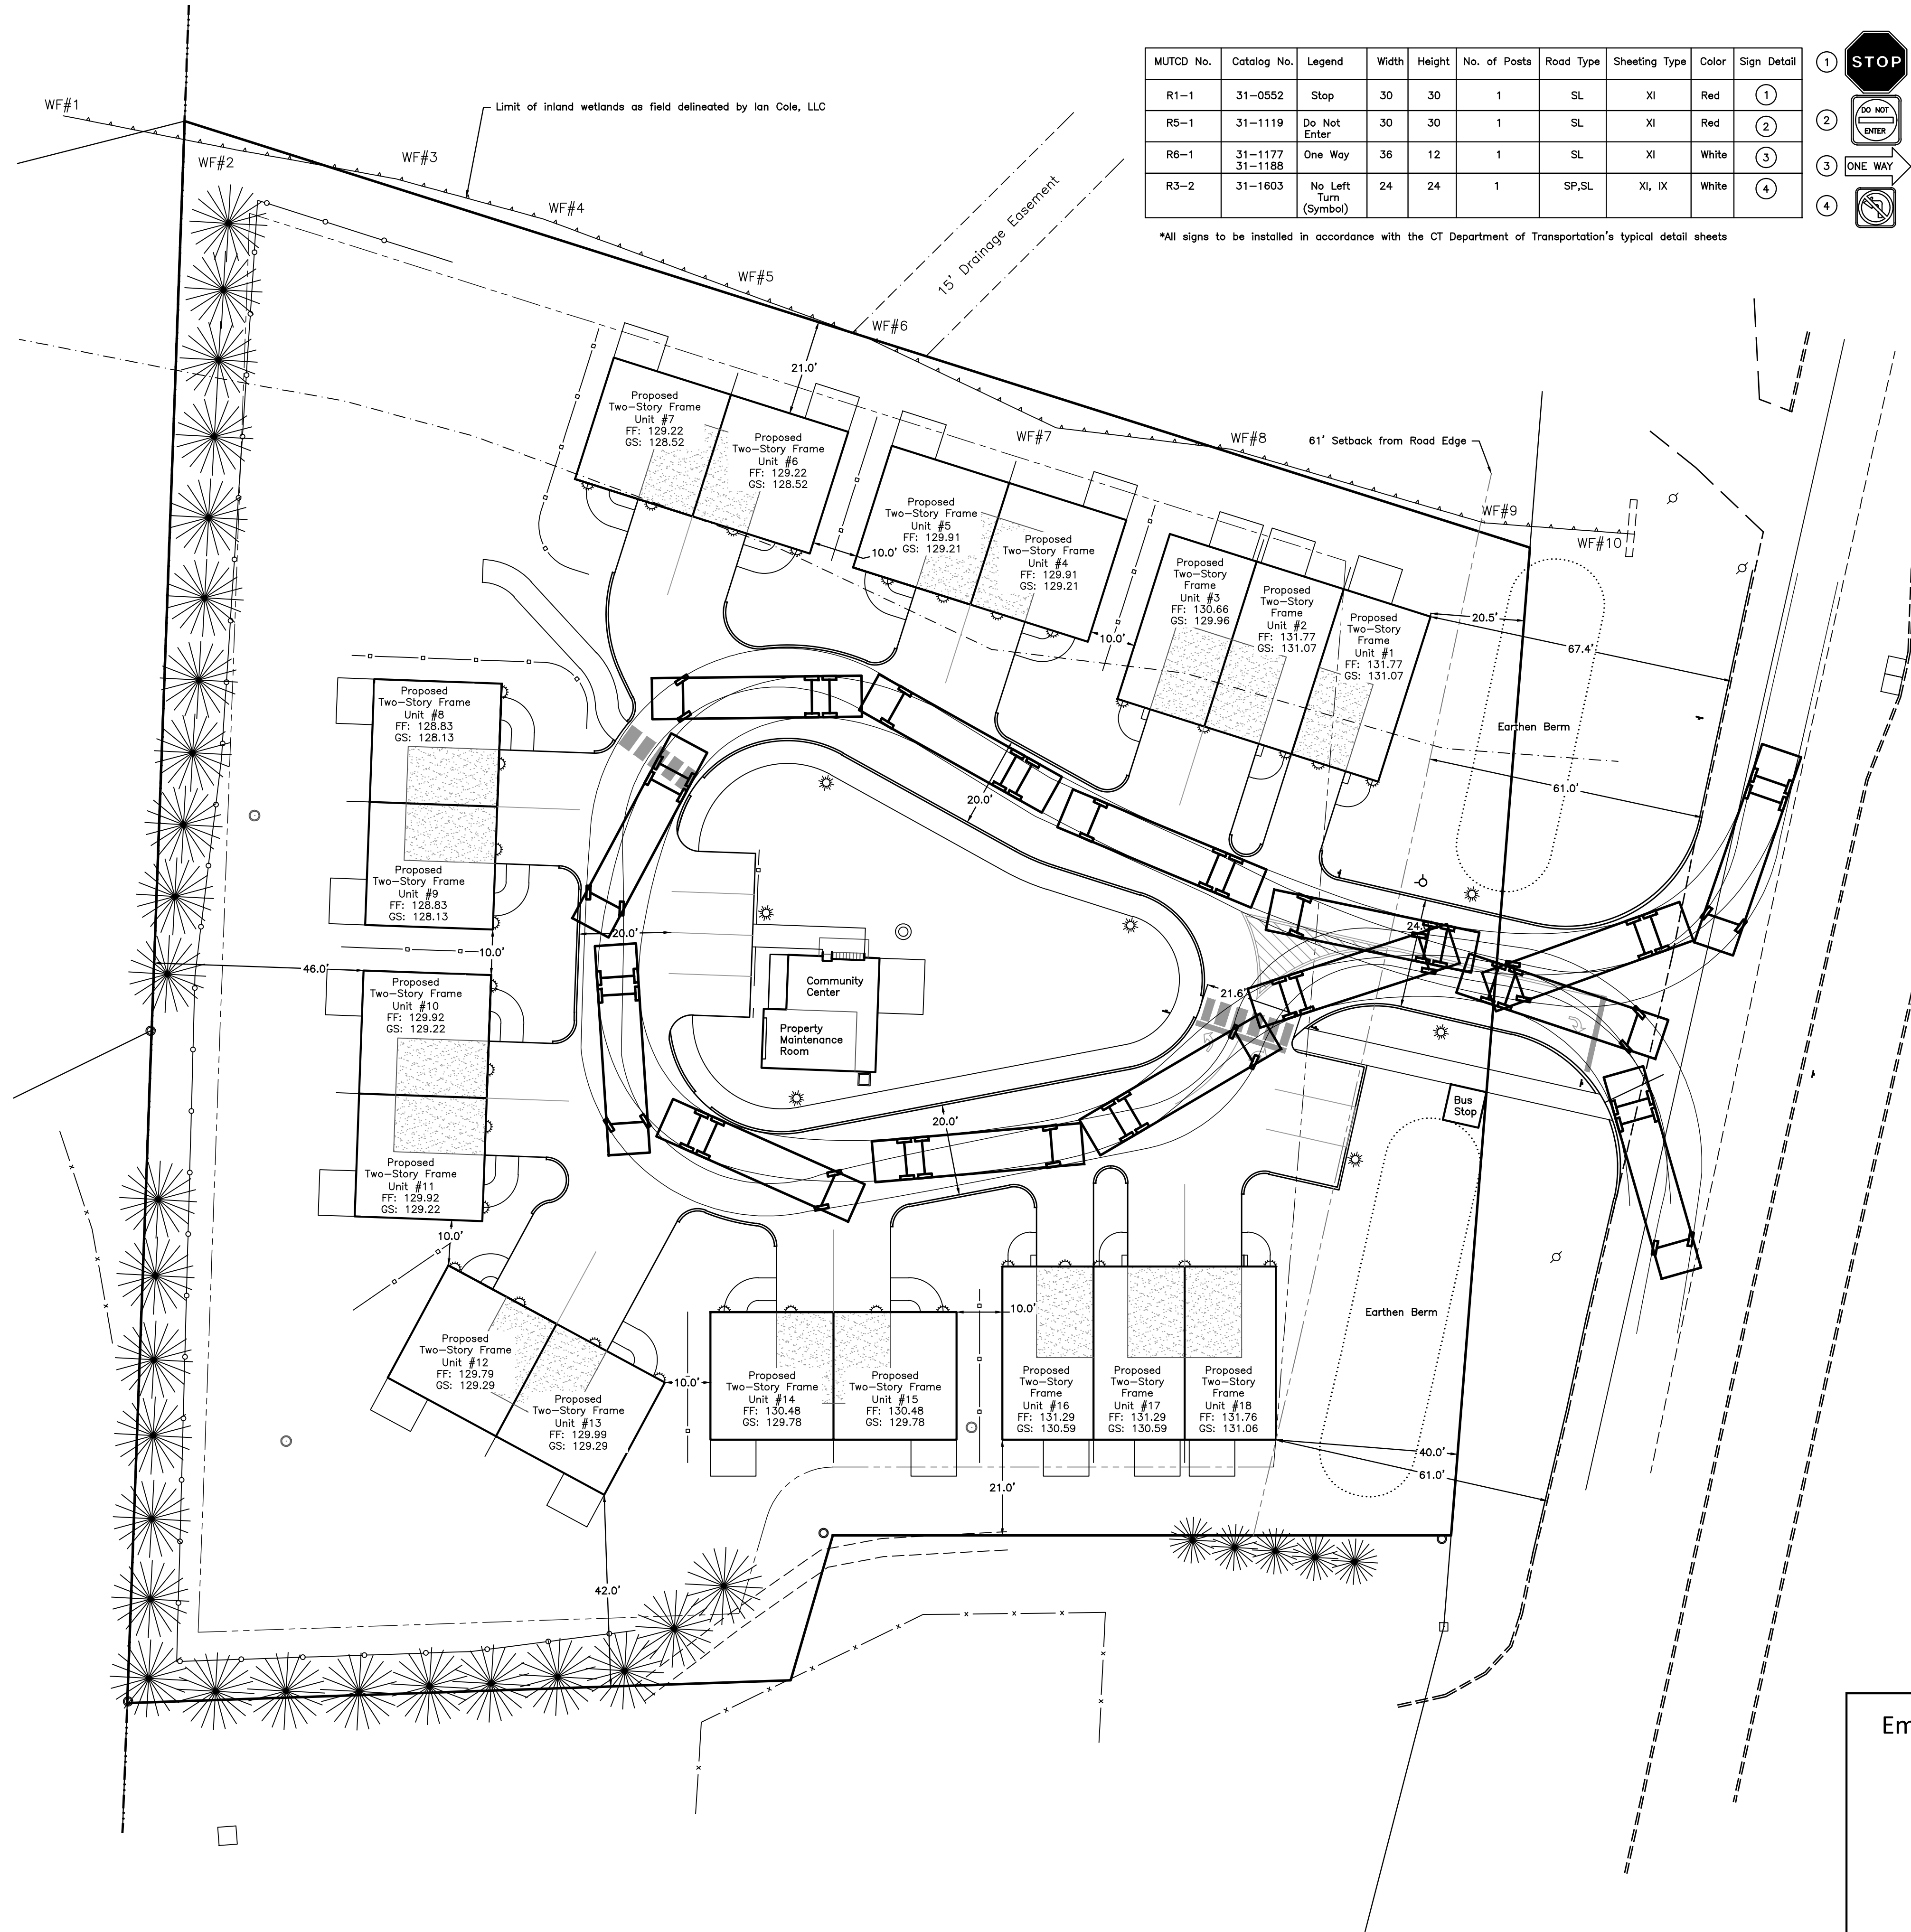 MUTCD No. Catalog No. Legend Width Height No. of Posts Road Type Sheeting Type Color Sign Detail
R1-1 31-0552 Stop 30 30 1 SL XI Red 1
R5-1 31-1119 Do Not Enter 30 30 1 SL XI Red 2
R6-1 31-1177 31-1188 One Way 36 12 1 SL XI White 3
R3-2 31-1603 No Left Turn (Symbol) 24 24 1 SP,SL XI, IX White 4
*All signs to be installed in accordance with the CT Department of Transportation's typical detail sheets
1 STOP
2 DO NOT
ENTER
3 ONE WAY
4
WF#1
WF#2
WF#3
WF#4
WF#5
WF#6
WF#7
WF#8
WF#9
WF#10
Limit of inland wetlands as field delineated by Ian Cole, LLC
15' Drainage Easement
61' Setback from Road Edge
21.0'
Proposed
Two-Story Frame
Unit #7
FF: 129.22
GS: 128.52
Proposed
Two-Story Frame
Unit #6
FF: 129.22
GS: 128.52
10.0'
Proposed
Two-Story Frame
Unit #5
FF: 129.91
GS: 129.21
Proposed
Two-Story Frame
Unit #4
FF: 129.91
GS: 129.21
10.0'
Proposed
Two-Story
Frame
Unit #3
FF: 130.66
GS: 129.96
Proposed
Two-Story
Frame
Unit #2
FF: 131.77
GS: 131.07
Proposed
Two-Story
Frame
Unit #1
FF: 131.77
GS: 131.07
20.5'
67.4'
Earthen Berm
61.0'
Proposed
Two-Story Frame
Unit #8
FF: 128.83
GS: 128.13
Proposed
Two-Story Frame
Unit #9
FF: 128.83
GS: 128.13
20.0'
20.0'
24.0'
10.0'
46.0'
Proposed
Two-Story Frame
Unit #10
FF: 129.92
GS: 129.22
Proposed
Two-Story Frame
Unit #11
FF: 129.92
GS: 129.22
Community
Center
Property
Maintenance
Room
21.6'
20.0'
Bus
Stop
10.0'
Proposed
Two-Story Frame
Unit #12
FF: 129.79
GS: 129.29
Proposed
Two-Story Frame
Unit #13
FF: 129.99
GS: 129.29
10.0'
Proposed
Two-Story Frame
Unit #14
FF: 130.48
GS: 129.78
Proposed
Two-Story Frame
Unit #15
FF: 130.48
GS: 129.78
10.0'
Proposed
Two-Story
Frame
Unit #16
FF: 131.29
GS: 130.59
Proposed
Two-Story
Frame
Unit #17
FF: 131.29
GS: 130.59
Proposed
Two-Story
Frame
Unit #18
FF: 131.76
GS: 131.06
Earthen Berm
40.0'
61.0'
21.0'
42.0'